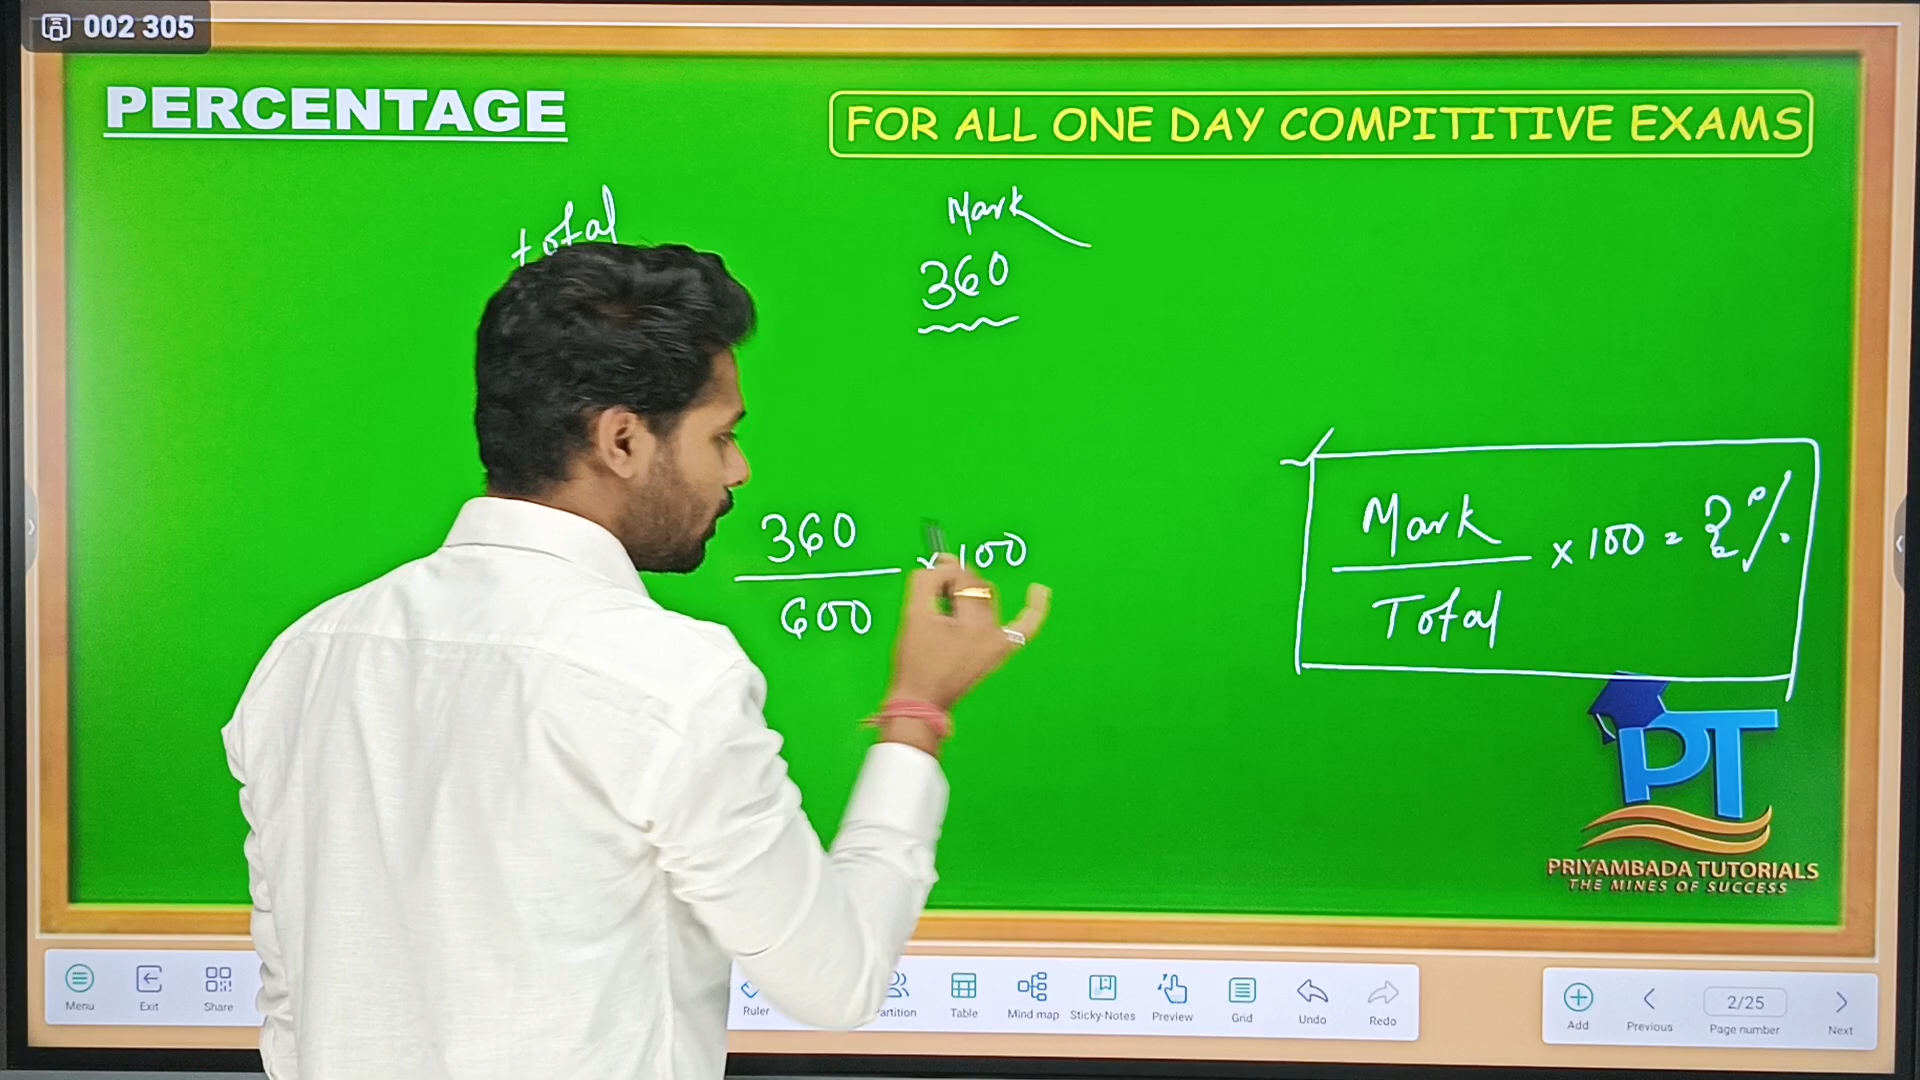 002 305
PERCENTAGE
FOR ALL ONE DAY COMPITITIVE EXAMS
total
Mark
360
360
600
× 100
Mark
Total
× 100 = ? %
PT
PRIYAMBADA TUTORIALS
THE MINES OF SUCCESS
Menu
Exit
Share
Ruler
artition
Table
Mind map
Sticky-Notes
Preview
Grid
Undo
Redo
Add
Previous
2/25
Page number
Next